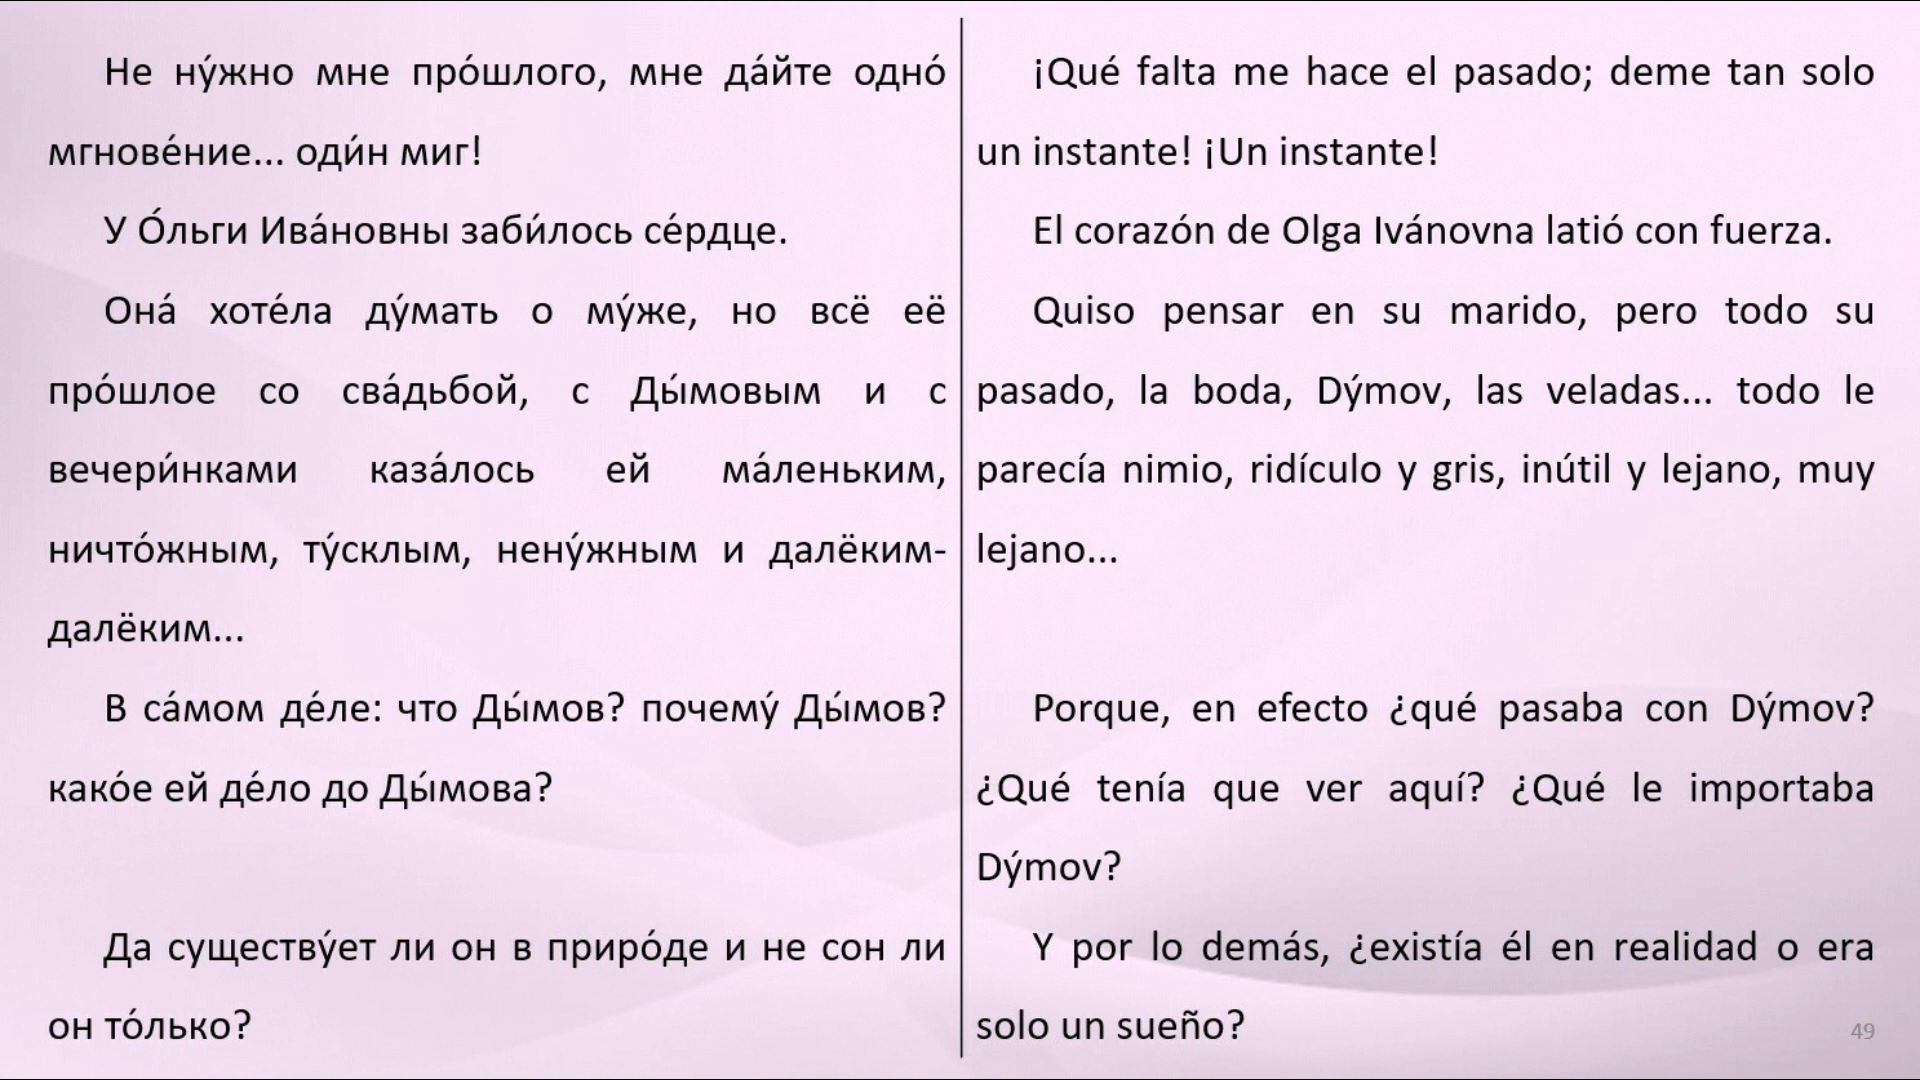 Не ну́жно мне про́шлого, мне да́йте одно́
мгнове́ние... оди́н миг!
У О́льги Ива́новны заби́лось се́рдце.
Она́ хоте́ла ду́мать о му́же, но всё её
про́шлое со сва́дьбой, с Ды́мовым и с
вечери́нками каза́лось ей ма́леньким,
ничто́жным, ту́склым, нену́жным и далёким-
далёким...
В са́мом де́ле: что Ды́мов? почему́ Ды́мов?
како́е ей де́ло до Ды́мова?
Да существу́ет ли он в приро́де и не сон ли
он то́лько?
¡Qué falta me hace el pasado; deme tan solo
un instante! ¡Un instante!
El corazón de Olga Ivánovna latió con fuerza.
Quiso pensar en su marido, pero todo su
pasado, la boda, Dýmov, las veladas... todo le
parecía nimio, ridículo y gris, inútil y lejano, muy
lejano...
Porque, en efecto ¿qué pasaba con Dýmov?
¿Qué tenía que ver aquí? ¿Qué le importaba
Dýmov?
Y por lo demás, ¿existía él en realidad o era
solo un sueño?
49